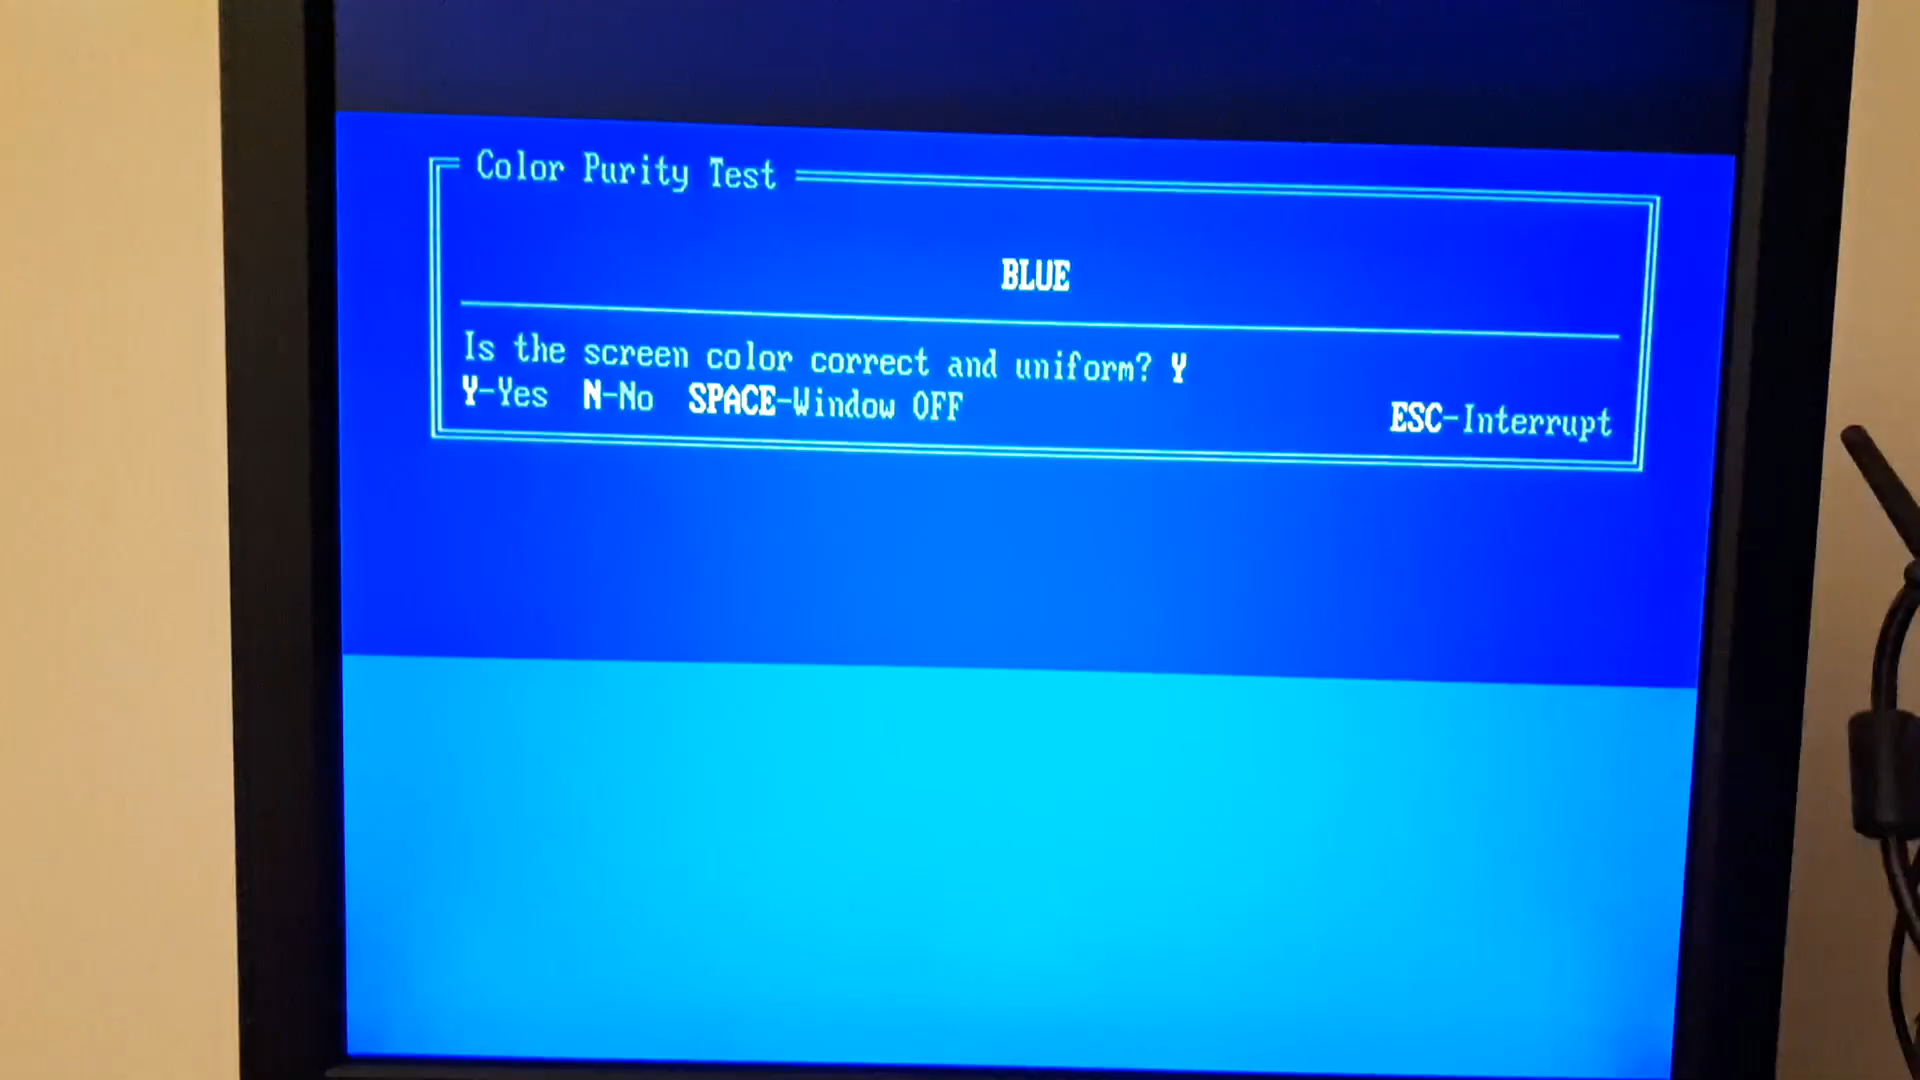 Color Purity Test
BLUE
Is the screen color correct and uniform? Y
Y-Yes N-No SPACE-Window OFF ESC-Interrupt